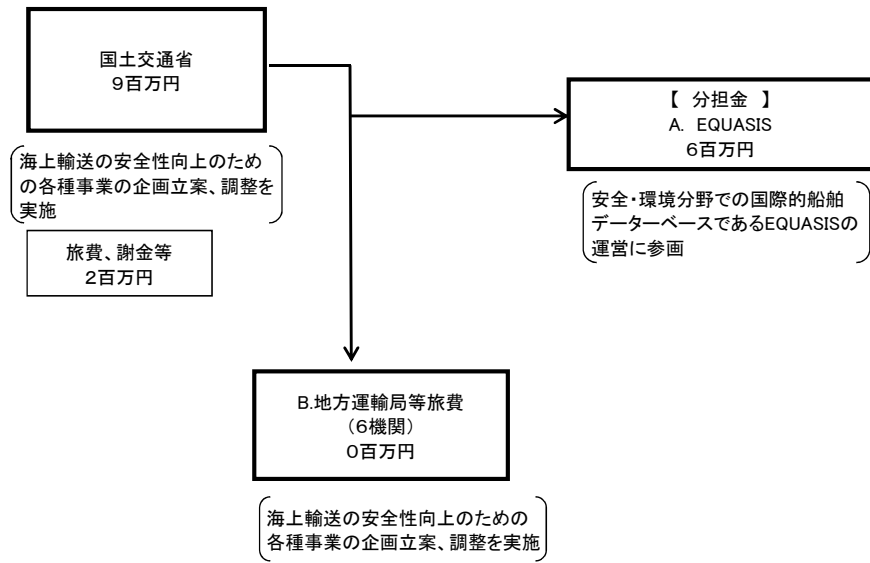 国土交通省
９百万円
海上輸送の安全性向上のため
の各種事業の企画立案、調整を
実施
旅費、謝金等
２百万円
【　分担金　】
A.　EQUASIS
６百万円
安全・環境分野での国際的船舶
データーベースであるEQUASISの
運営に参画
B.地方運輸局等旅費
（６機関）
０百万円
海上輸送の安全性向上のための
各種事業の企画立案、調整を実施